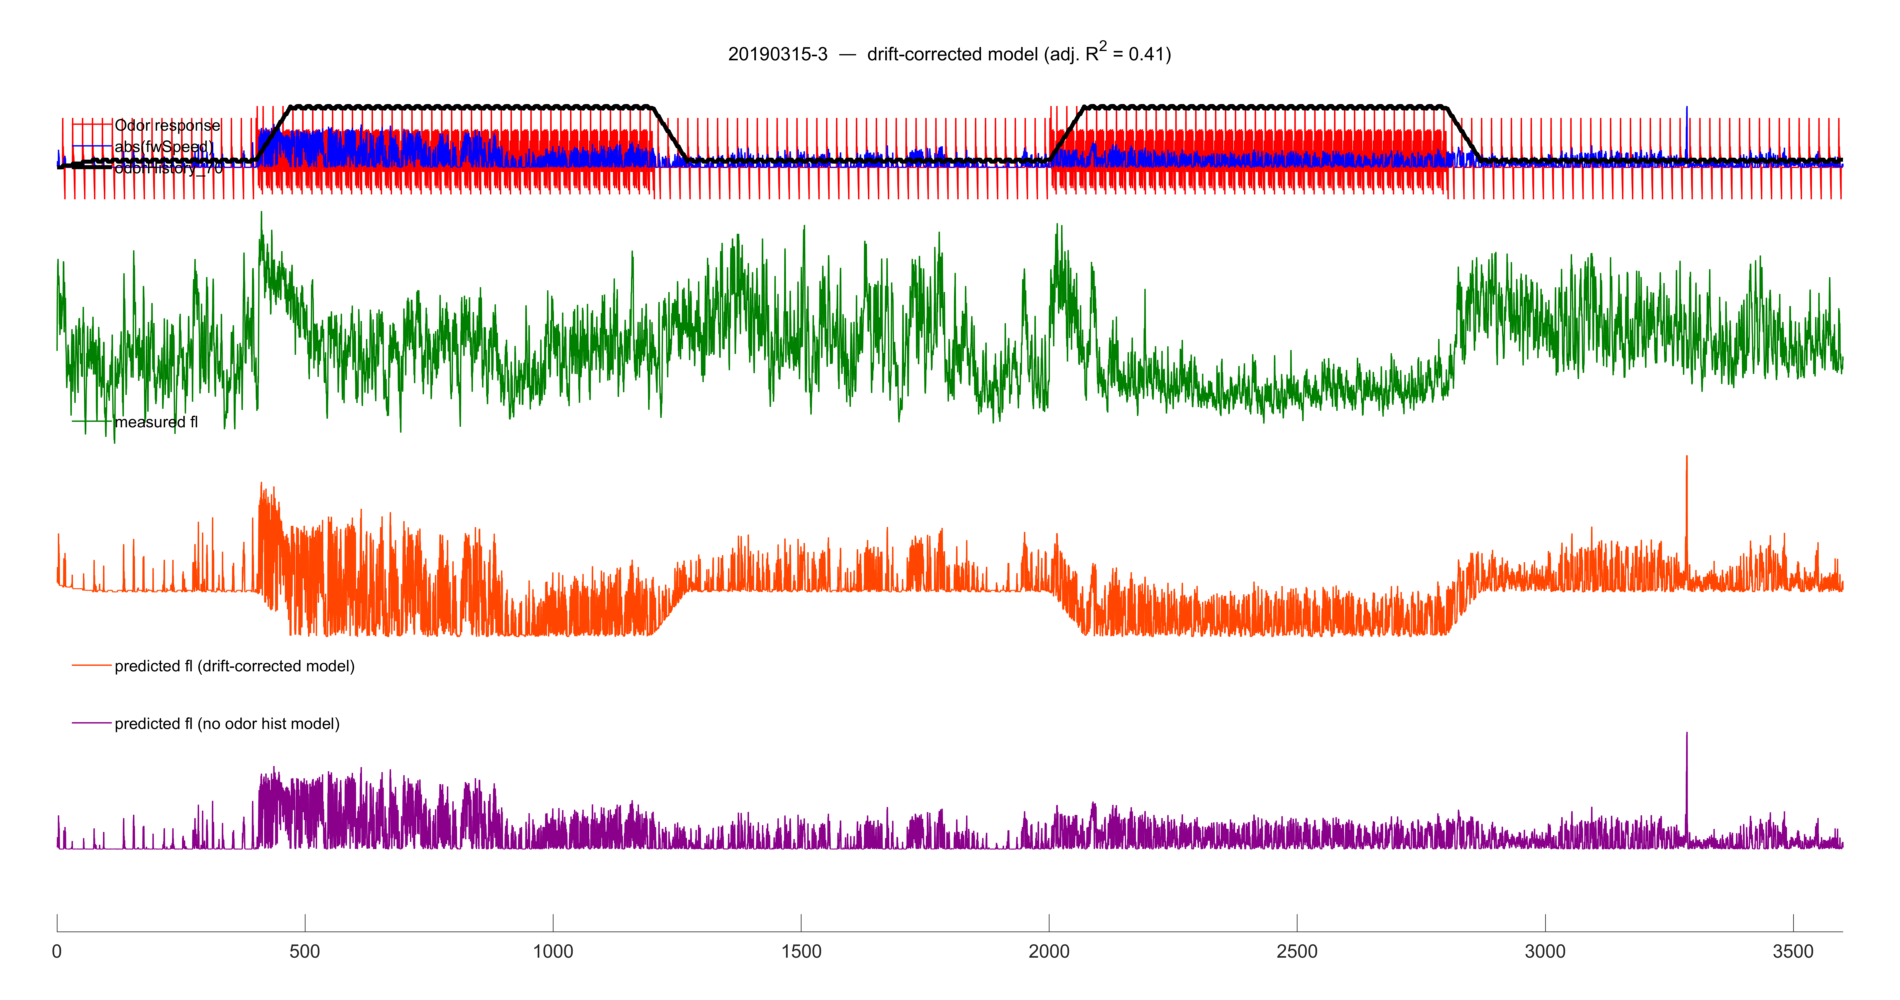 20190315-3 — drift-corrected model (adj. R² = 0.41)
Odor response
abs(fwSpeed)
odorHistory_70
measured fl
predicted fl (drift-corrected model)
predicted fl (no odor hist model)
0 500 1000 1500 2000 2500 3000 3500